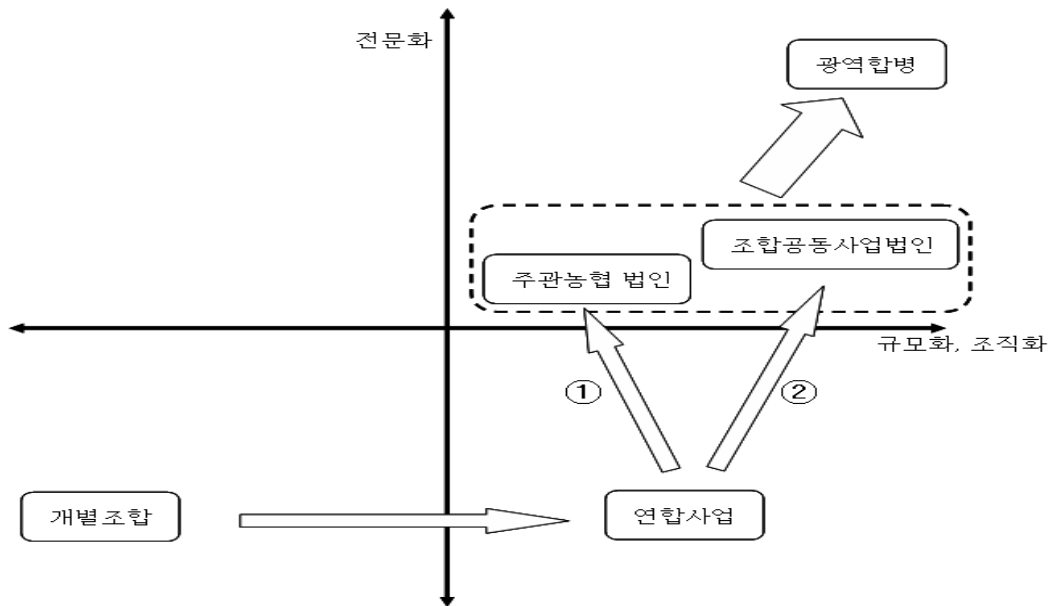 전문화
광역합병
조합공동사업법인
주관농협 법인
규모화, 조직화
①
②
개별조합
연합사업